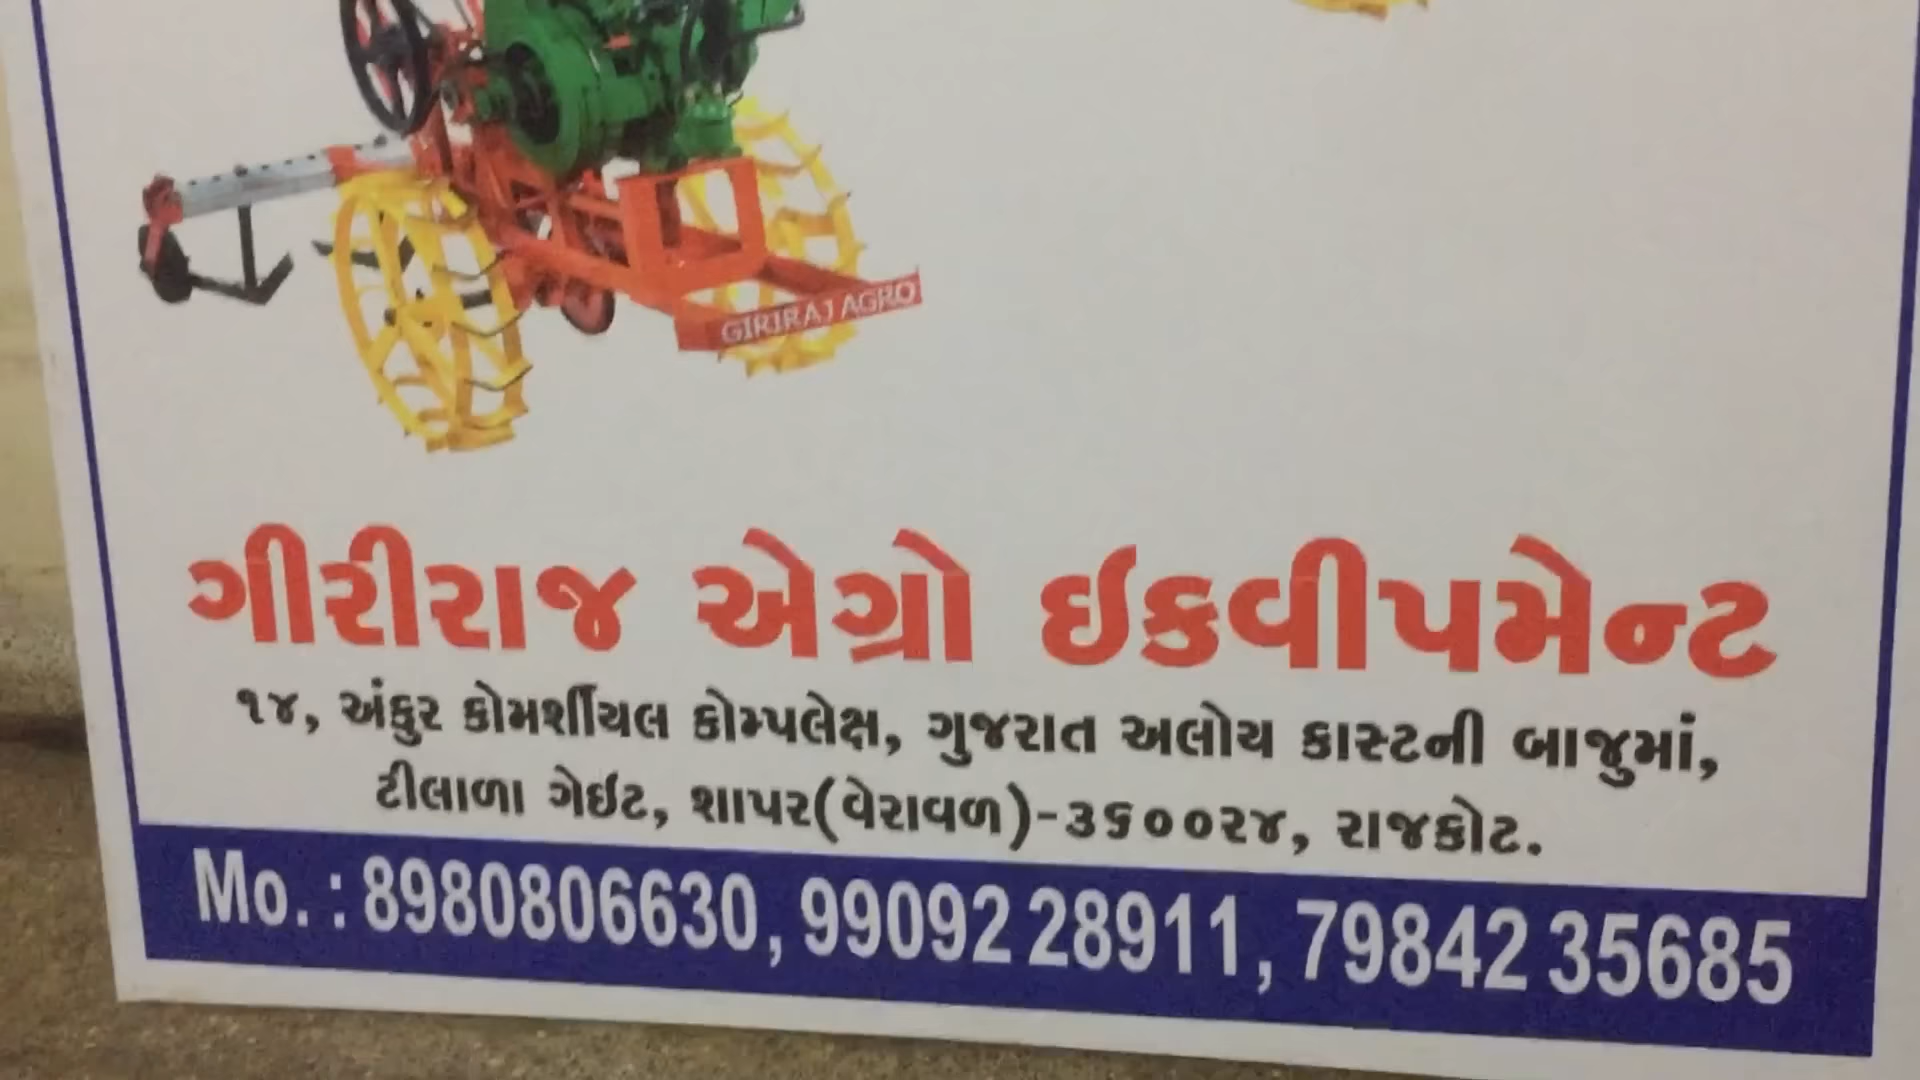 GIRIRAJ AGRO
ગીરીરાજ એગ્રો ઇકવીપમેન્ટ
૧૪, અંકુર કોમર્શીયલ કોમ્પલેક્ષ, ગુજરાત અલોય કાસ્ટની બાજુમાં,
ટીલાળા ગેઈટ, શાપર(વેરાવળ)-૩૬૦૦૨૪, રાજકોટ.
Mo. : 8980806630, 99092 28911, 79842 35685